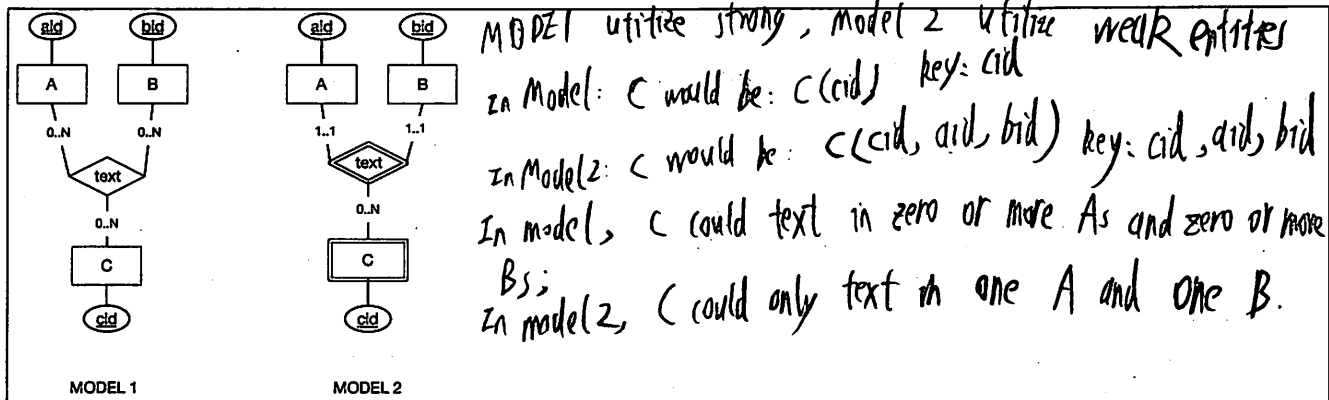 aid bid aid bid
A B A B
0..N 0..N 1..1 1..1
text text
0..N 0..N
C C
cid cid
MODEL 1 MODEL 2
MODEl utilize strong, Model 2 utilize weak entities
In Model: C would be: C(cid) key: cid
In Model2: C would be: C(cid, aid, bid) key: cid, aid, bid
In model, C could text in zero or more As and zero or more
Bs;
In model2, C could only text in one A and one B.